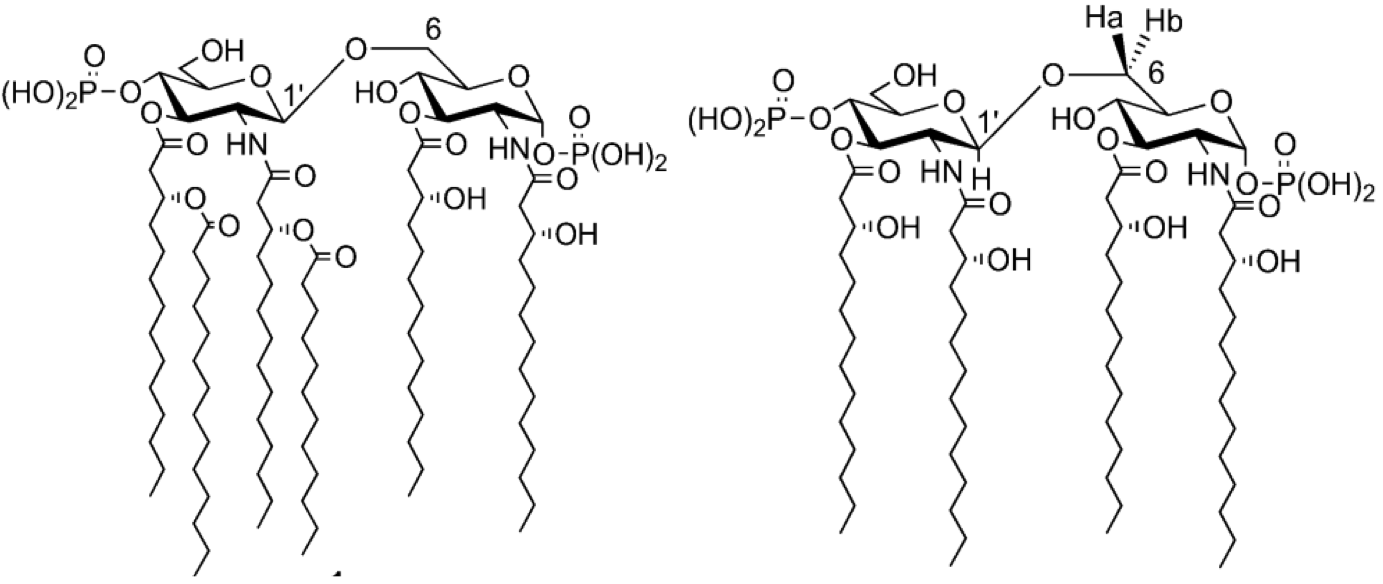 Ha Hb
6 6
OH O O O OH O O O
O (HO)2P O 1' HO O O P(OH)2
O (HO)2P O 1' HO O O P(OH)2
O O HN O HN O
O O HN H O HN O
O O O O OH OH
OH OH OH OH
O O